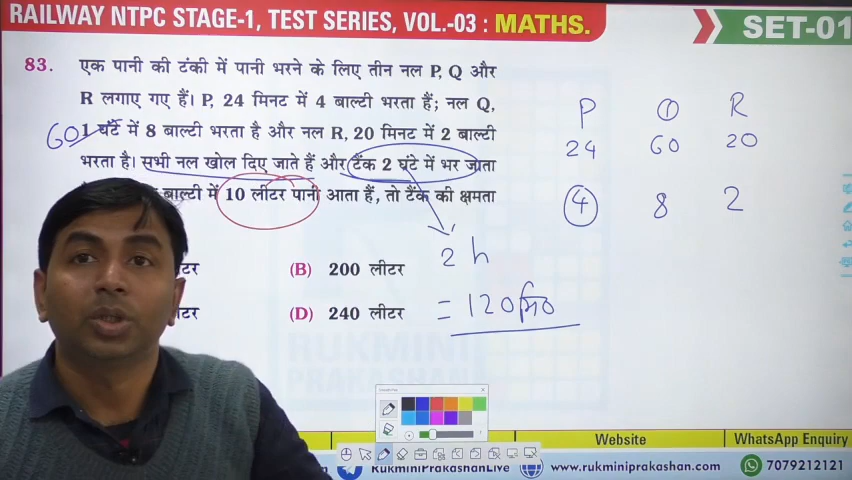 RAILWAY NTPC STAGE-1, TEST SERIES, VOL.-03 : MATHS.
SET-01
83. एक पानी की टंकी में पानी भरने के लिए तीन नल P, Q और
R लगाए गए हैं। P, 24 मिनट में 4 बाल्टी भरता हैं; नल Q,
60 1 घंटे में 8 बाल्टी भरता है और नल R, 20 मिनट में 2 बाल्टी
भरता है। सभी नल खोल दिए जाते हैं और टैंक 2 घंटे में भर जाता
बाल्टी में 10 लीटर पानी आता हैं, तो टैंक की क्षमता
(B) 200 लीटर
(D) 240 लीटर
P Q R
24 60 20
4 8 2
2 h
= 120 मि०
RUKMINI
PRAKASHAN
Website
WhatsApp Enquiry
RukminiPrakashanLive
www.rukminiprakashan.com
7079212121